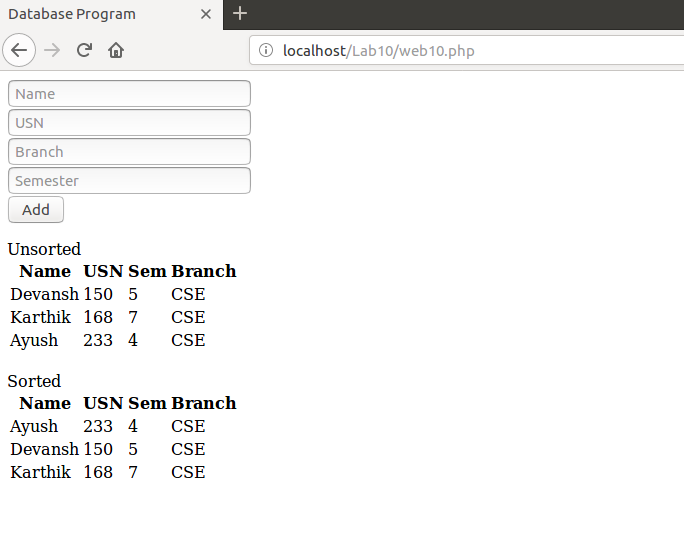 Database Program
localhost/Lab10/web10.php
Name
USN
Branch
Semester
Add
Unsorted
Name USN Sem Branch
Devansh 150 5 CSE
Karthik 168 7 CSE
Ayush 233 4 CSE
Sorted
Name USN Sem Branch
Ayush 233 4 CSE
Devansh 150 5 CSE
Karthik 168 7 CSE